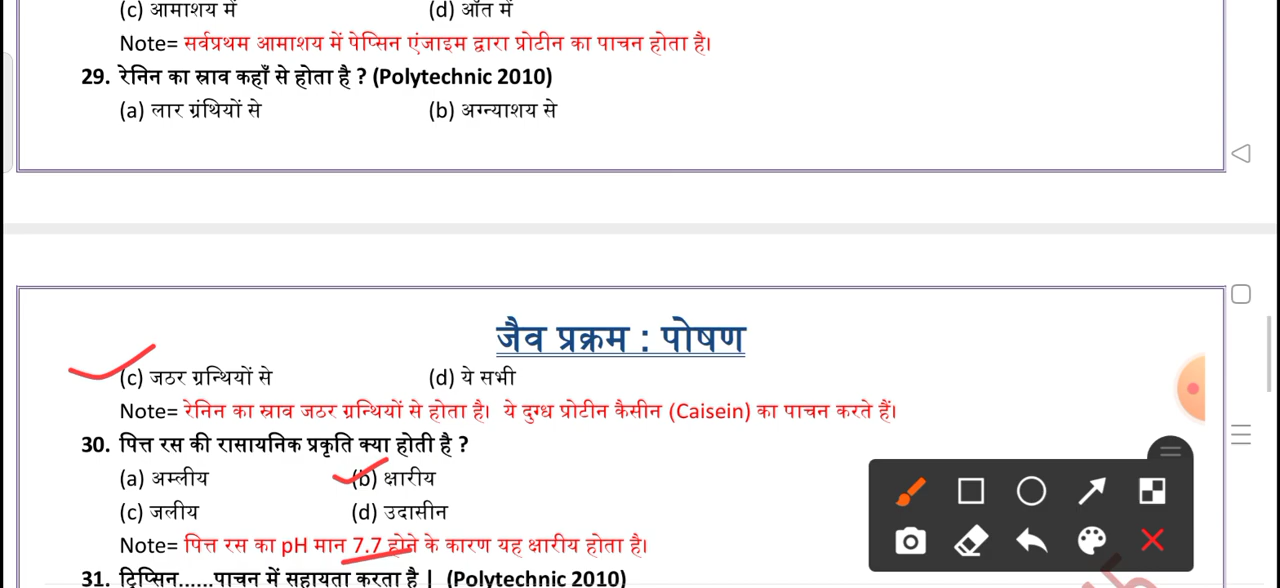 (c) आमाशय में (d) आँत में
Note= सर्वप्रथम आमाशय में पेप्सिन एंजाइम द्वारा प्रोटीन का पाचन होता है।
29. रेनिन का स्राव कहाँ से होता है ? (Polytechnic 2010)
(a) लार ग्रंथियों से (b) अग्न्याशय से
जैव प्रक्रम : पोषण
(c) जठर ग्रन्थियों से (d) ये सभी
Note= रेनिन का स्राव जठर ग्रन्थियों से होता है। ये दुग्ध प्रोटीन कैसीन (Caisein) का पाचन करते हैं।
30. पित्त रस की रासायनिक प्रकृति क्या होती है ?
(a) अम्लीय (b) क्षारीय
(c) जलीय (d) उदासीन
Note= पित्त रस का pH मान 7.7 होने के कारण यह क्षारीय होता है।
31. ट्रिप्सिन......पाचन में सहायता करता है | (Polytechnic 2010)